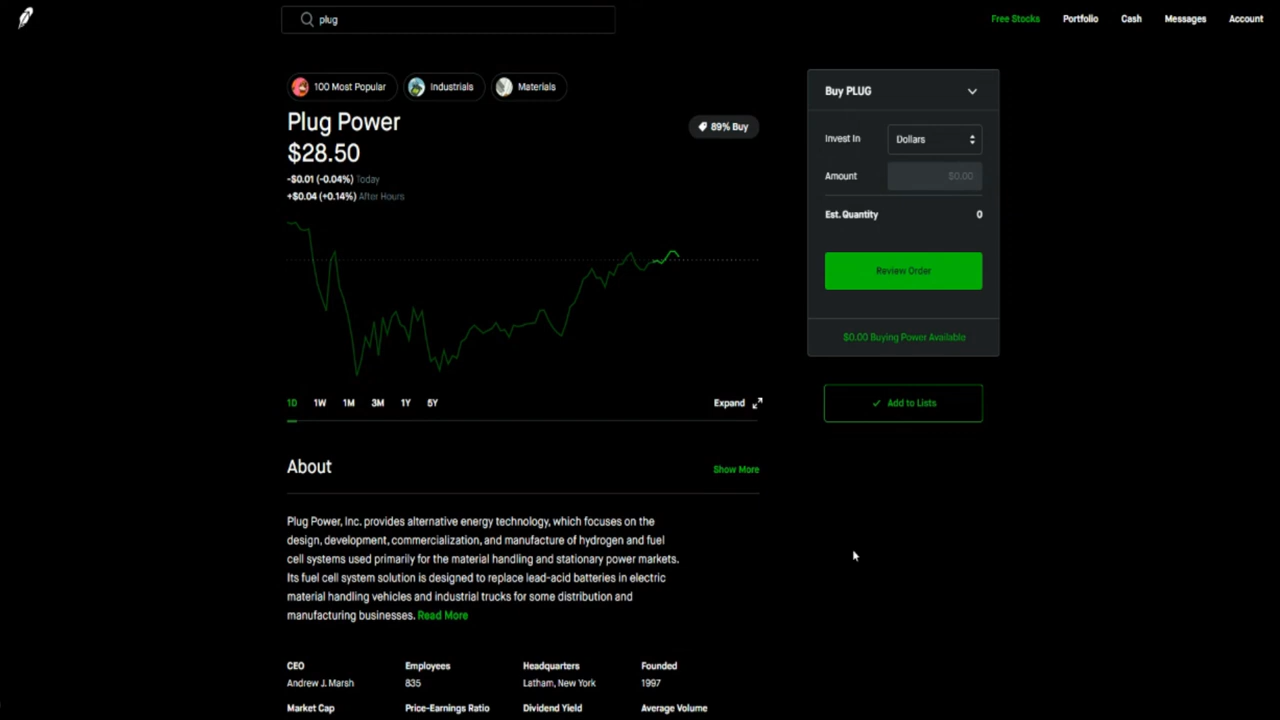 plug
Free Stocks Portfolio Cash Messages Account
100 Most Popular Industrials Materials
Plug Power
$28.50
89% Buy
-$0.01 (-0.04%) Today
+$0.04 (+0.14%) After Hours
1D 1W 1M 3M 1Y 5Y Expand
About Show More
Plug Power, Inc. provides alternative energy technology, which focuses on the
design, development, commercialization, and manufacture of hydrogen and fuel
cell systems used primarily for the material handling and stationary power markets.
Its fuel cell system solution is designed to replace lead-acid batteries in electric
material handling vehicles and industrial trucks for some distribution and
manufacturing businesses. Read More
CEO Employees Headquarters Founded
Andrew J. Marsh 835 Latham, New York 1997
Market Cap Price-Earnings Ratio Dividend Yield Average Volume
Buy PLUG
Invest In Dollars
Amount $0.00
Est. Quantity 0
Review Order
$0.00 Buying Power Available
Add to Lists